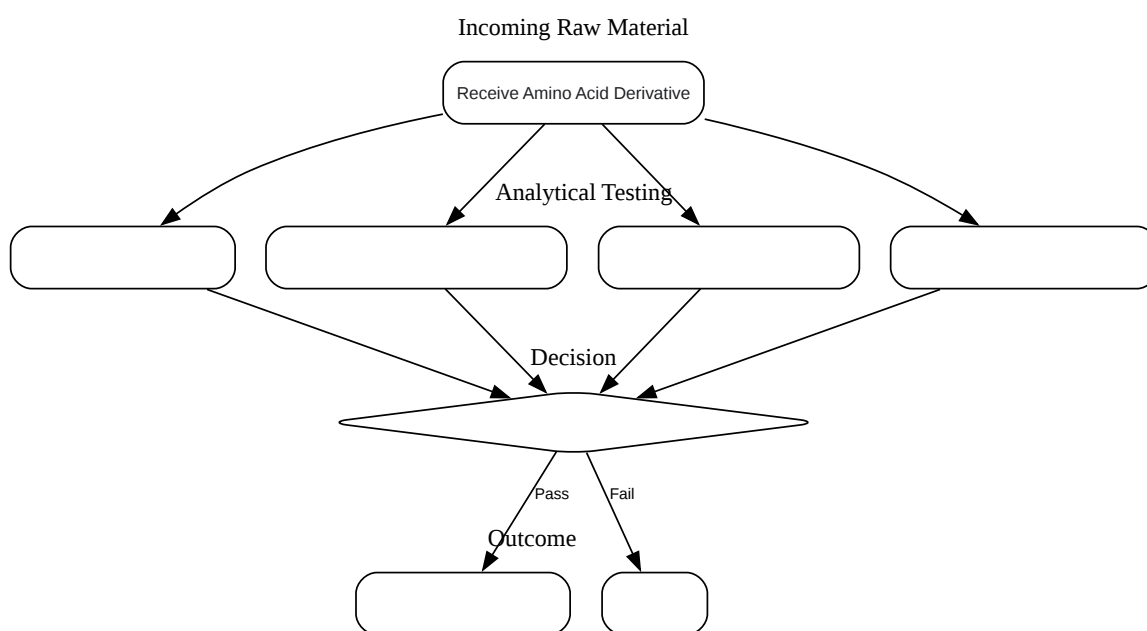 Incoming Raw Material
Receive Amino Acid Derivative
Analytical Testing
Decision
Pass
Fail
Outcome